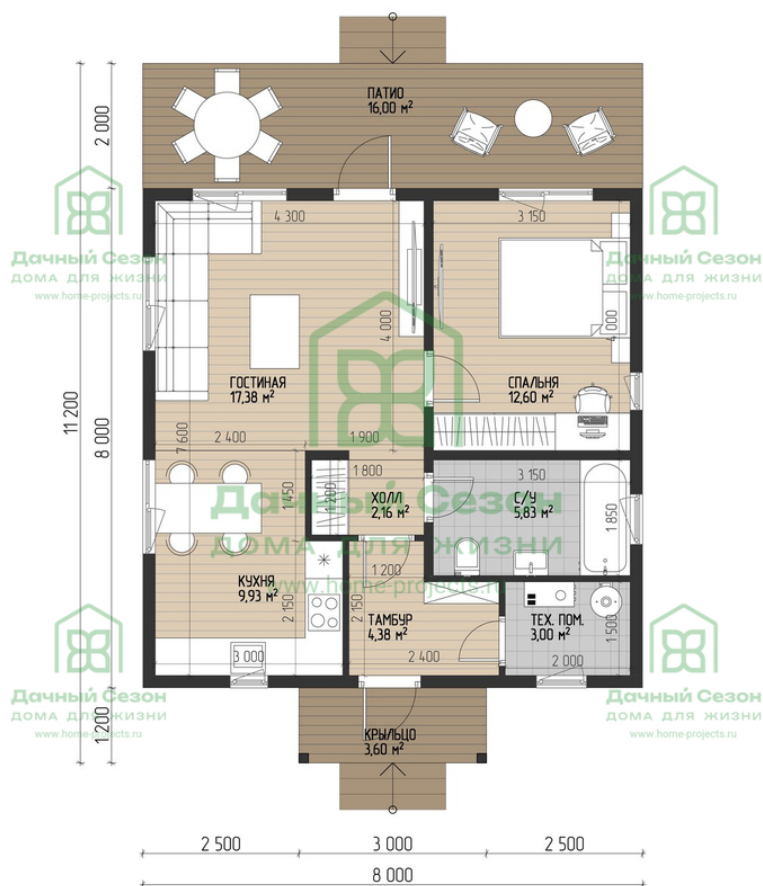 ПАТИО
16,00 м²
2 000
4 300
3 150
Дачный Сезон
ДОМА ДЛЯ ЖИЗНИ
www.home-projects.ru
Дачный Сезон
ДОМА ДЛЯ ЖИЗНИ
www.home-projects.ru
4 000
4 000
ГОСТИНАЯ
17,38 м²
СПАЛЬНЯ
12,60 м²
11 200
8 000
7 600
2 400
1 900
1 800
3 150
1 450
1 200
ХОЛЛ
2,16 м²
С/У
5,83 м²
1 850
Дачный Сезон
ДОМА ДЛЯ ЖИЗНИ
www.home-projects.ru
КУХНЯ
9,93 м²
2 150
2 150
1 200
ТАМБУР
4,38 м²
ТЕХ. ПОМ.
3,00 м²
1 500
3 000
2 400
2 000
Дачный Сезон
ДОМА ДЛЯ ЖИЗНИ
www.home-projects.ru
Дачный Сезон
ДОМА ДЛЯ ЖИЗНИ
www.home-projects.ru
1 200
КРЫЛЬЦО
3,60 м²
2 500
3 000
2 500
8 000